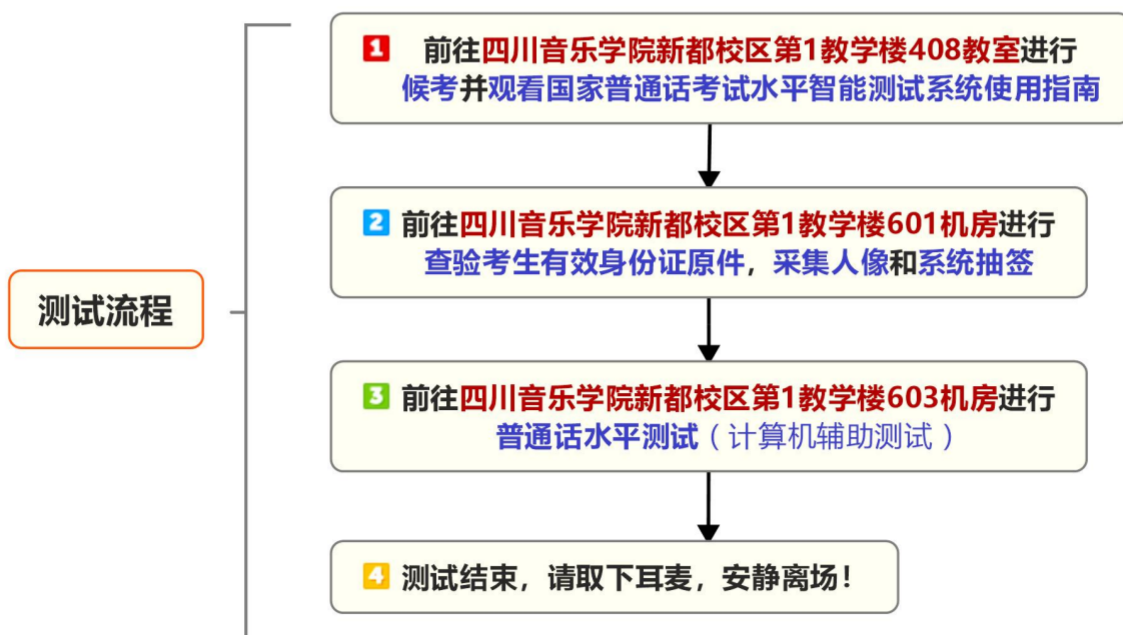 测试流程
1 前往四川音乐学院新都校区第1教学楼408教室进行
候考并观看国家普通话考试水平智能测试系统使用指南
2 前往四川音乐学院新都校区第1教学楼601机房进行
查验考生有效身份证原件，采集人像和系统抽签
3 前往四川音乐学院新都校区第1教学楼603机房进行
普通话水平测试（计算机辅助测试）
4 测试结束，请取下耳麦，安静离场！